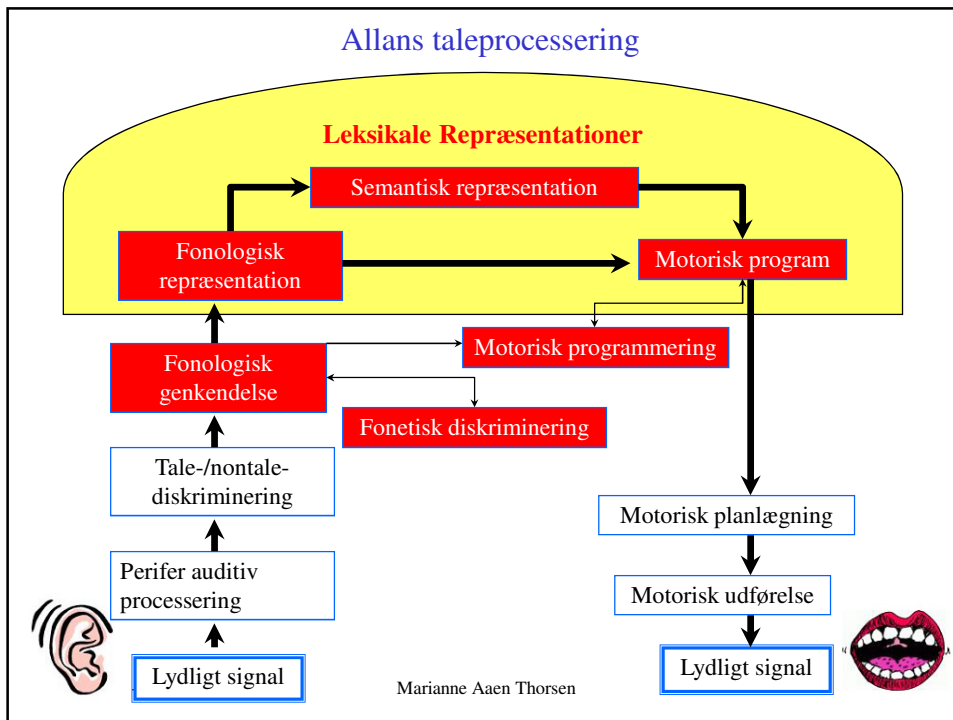 Allans taleprocessering
Leksikale Repræsentationer
Semantisk repræsentation
Fonologisk
repræsentation
Motorisk program
Motorisk programmering
Fonologisk
genkendelse
Fonetisk diskriminering
Tale-/nontale-
diskriminering
Motorisk planlægning
Perifer auditiv
processering
Motorisk udførelse
Lydligt signal
Lydligt signal
Marianne Aaen Thorsen